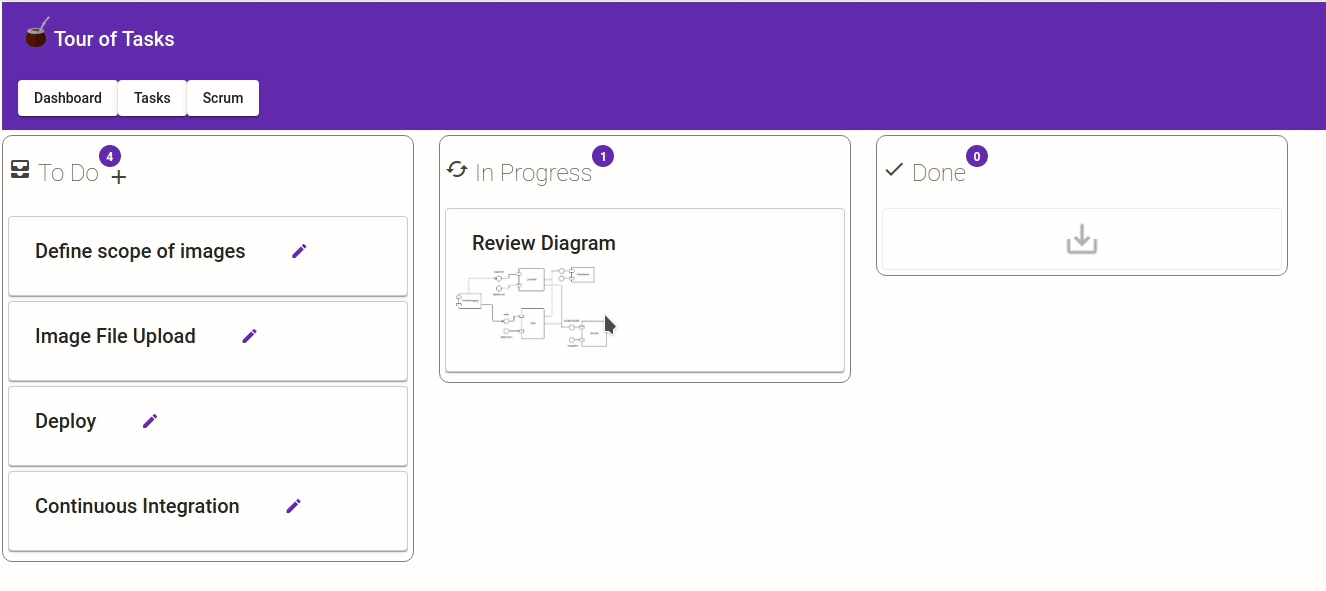 Tour of Tasks
Dashboard Tasks Scrum
To Do 4
Define scope of images
Image File Upload
Deploy
Continuous Integration
In Progress 1
Review Diagram
Done 0